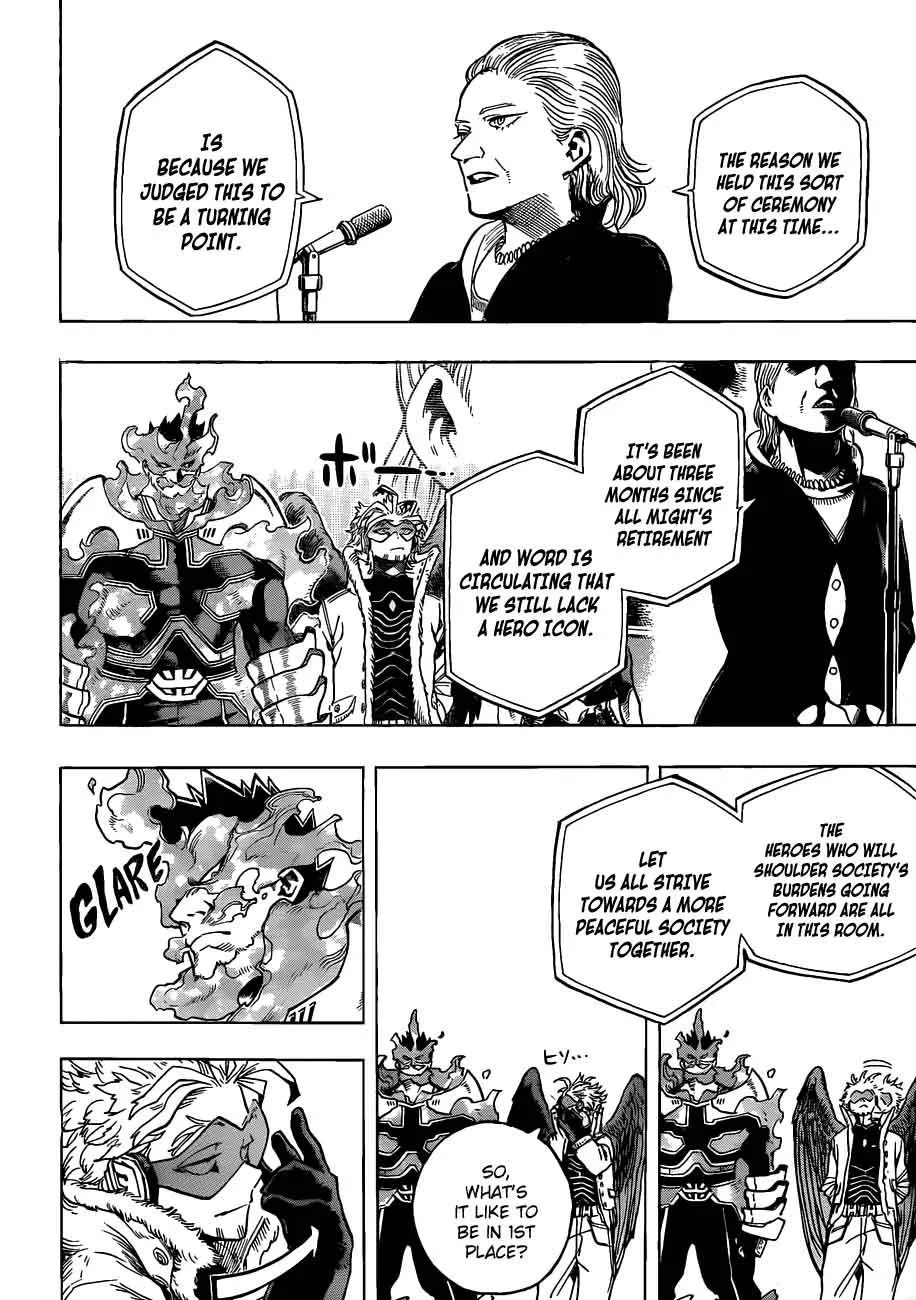 THE REASON WE
HELD THIS SORT
OF CEREMONY
AT THIS TIME...
IS
BECAUSE WE
JUDGED THIS TO
BE A TURNING
POINT.
IT'S BEEN
ABOUT THREE
MONTHS SINCE
ALL MIGHT'S
RETIREMENT
AND WORD IS
CIRCULATING THAT
WE STILL LACK
A HERO ICON.
ボーー....
THE
HEROES WHO WILL
SHOULDER SOCIETY'S
BURDENS GOING
FORWARD ARE ALL
IN THIS ROOM.
LET
US ALL STRIVE
TOWARDS A MORE
PEACEFUL SOCIETY
TOGETHER.
ヒソ...
SO,
WHAT'S
IT LIKE TO
BE IN 1ST
PLACE?
GLARE